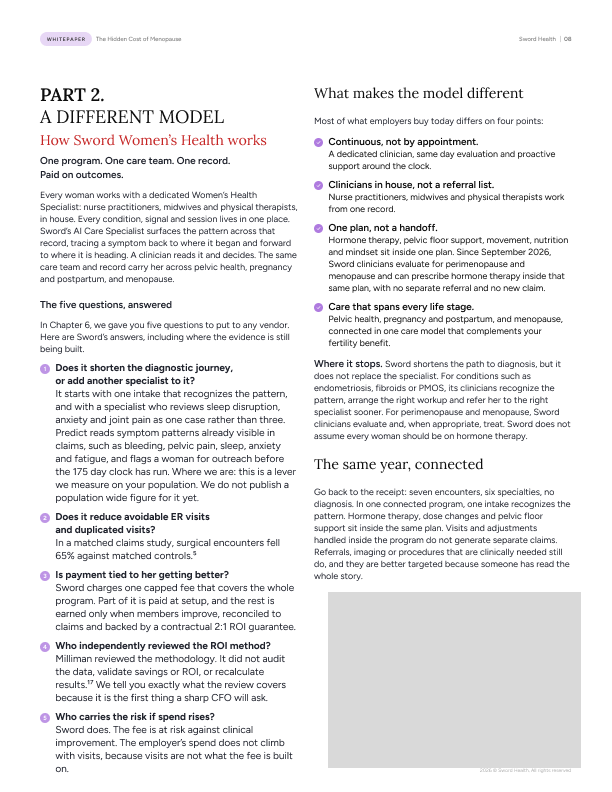 WHITEPAPER The Hidden Cost of Menopause
Sword Health | 08
PART 2.
A DIFFERENT MODEL
How Sword Women's Health works
One program. One care team. One record.
Paid on outcomes.
Every woman works with a dedicated Women's Health
Specialist: nurse practitioners, midwives and physical therapists,
in house. Every condition, signal and session lives in one place.
Sword's AI Care Specialist surfaces the pattern across that
record, tracing a symptom back to where it began and forward
to where it is heading. A clinician reads it and decides. The same
care team and record carry her across pelvic health, pregnancy
and postpartum, and menopause.
The five questions, answered
In Chapter 6, we gave you five questions to put to any vendor.
Here are Sword's answers, including where the evidence is still
being built.
1 Does it shorten the diagnostic journey,
or add another specialist to it?
It starts with one intake that recognizes the pattern,
and with a specialist who reviews sleep disruption,
anxiety and joint pain as one case rather than three.
Predict reads symptom patterns already visible in
claims, such as bleeding, pelvic pain, sleep, anxiety
and fatigue, and flags a woman for outreach before
the 175 day clock has run. Where we are: this is a lever
we measure on your population. We do not publish a
population wide figure for it yet.
2 Does it reduce avoidable ER visits
and duplicated visits?
In a matched claims study, surgical encounters fell
65% against matched controls.⁵
3 Is payment tied to her getting better?
Sword charges one capped fee that covers the whole
program. Part of it is paid at setup, and the rest is
earned only when members improve, reconciled to
claims and backed by a contractual 2:1 ROI guarantee.
4 Who independently reviewed the ROI method?
Milliman reviewed the methodology. It did not audit
the data, validate savings or ROI, or recalculate
results.¹⁷ We tell you exactly what the review covers
because it is the first thing a sharp CFO will ask.
5 Who carries the risk if spend rises?
Sword does. The fee is at risk against clinical
improvement. The employer's spend does not climb
with visits, because visits are not what the fee is built
on.
What makes the model different
Most of what employers buy today differs on four points:
Continuous, not by appointment.
A dedicated clinician, same day evaluation and proactive
support around the clock.
Clinicians in house, not a referral list.
Nurse practitioners, midwives and physical therapists work
from one record.
One plan, not a handoff.
Hormone therapy, pelvic floor support, movement, nutrition
and mindset sit inside one plan. Since September 2026,
Sword clinicians evaluate for perimenopause and
menopause and can prescribe hormone therapy inside that
same plan, with no separate referral and no new claim.
Care that spans every life stage.
Pelvic health, pregnancy and postpartum, and menopause,
connected in one care model that complements your
fertility benefit.
Where it stops. Sword shortens the path to diagnosis, but it
does not replace the specialist. For conditions such as
endometriosis, fibroids or PMOS, its clinicians recognize the
pattern, arrange the right workup and refer her to the right
specialist sooner. For perimenopause and menopause, Sword
clinicians evaluate and, when appropriate, treat. Sword does not
assume every woman should be on hormone therapy.
The same year, connected
Go back to the receipt: seven encounters, six specialties, no
diagnosis. In one connected program, one intake recognizes the
pattern. Hormone therapy, dose changes and pelvic floor
support sit inside the same plan. Visits and adjustments
handled inside the program do not generate separate claims.
Referrals, imaging or procedures that are clinically needed still
do, and they are better targeted because someone has read the
whole story.
2026 © Sword Health. All rights reserved